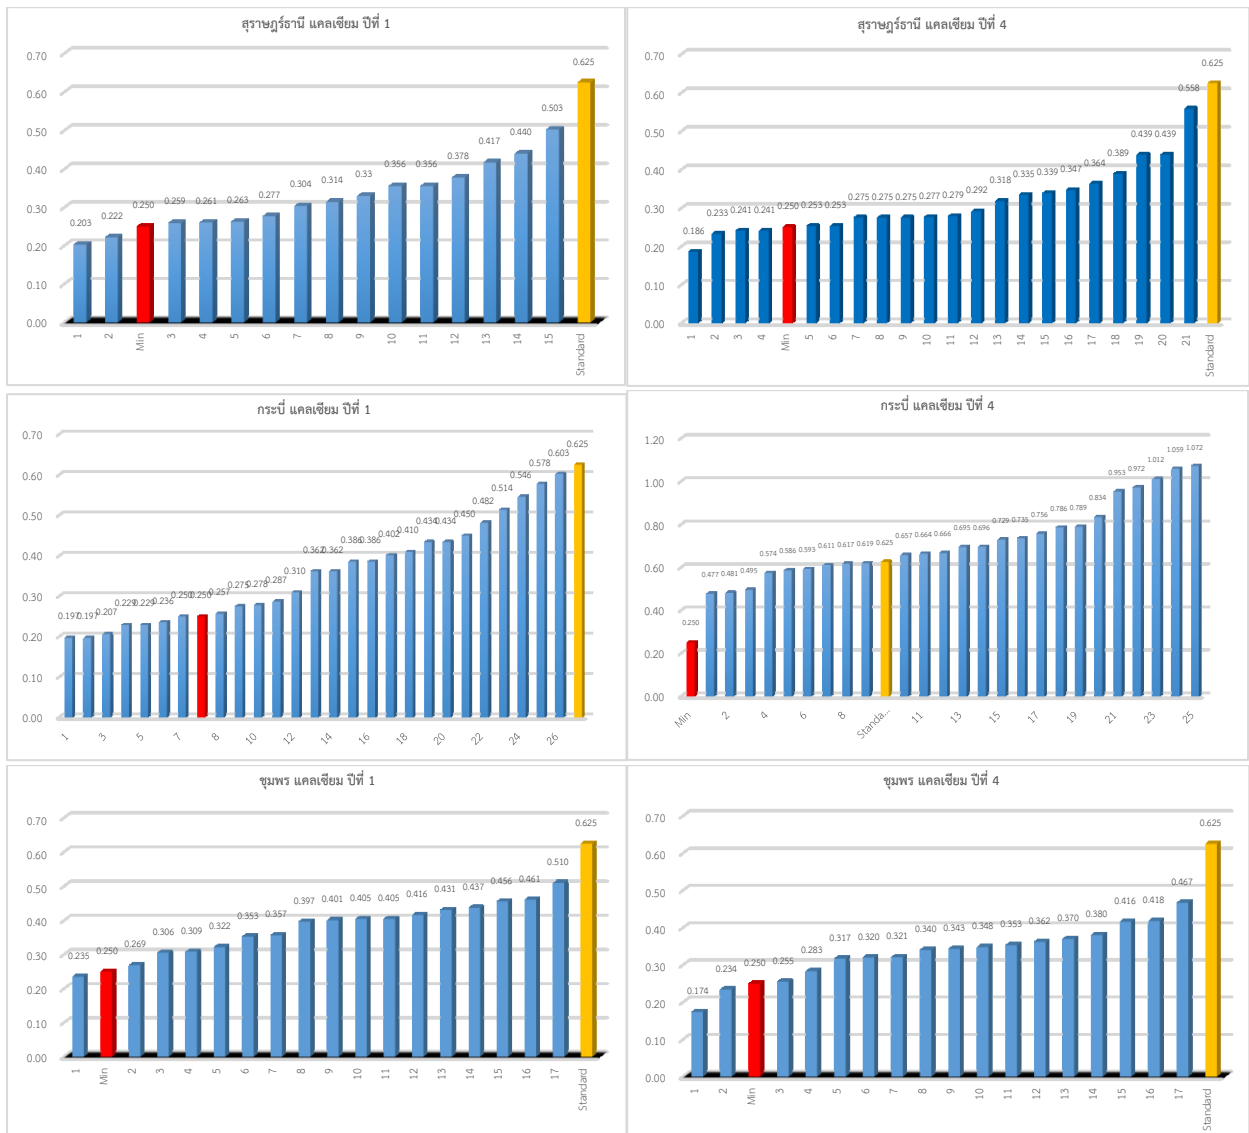 สุราษฎร์ธานี แคลเซียม ปีที่ 1
0.70
0.60
0.50
0.40
0.30
0.20
0.10
0.00
0.203 0.222 0.250 0.259 0.261 0.263 0.277 0.304 0.314 0.33 0.356 0.356 0.378 0.417 0.440 0.503 0.625
1 2 Min 3 4 5 6 7 8 9 10 11 12 13 14 15 Standard
สุราษฎร์ธานี แคลเซียม ปีที่ 4
0.70
0.60
0.50
0.40
0.30
0.20
0.10
0.00
0.186 0.233 0.241 0.241 0.250 0.253 0.253 0.275 0.275 0.275 0.277 0.279 0.292 0.318 0.335 0.339 0.347 0.364 0.389 0.439 0.439 0.558 0.625
1 2 3 4 Min 5 6 7 8 9 10 11 12 13 14 15 16 17 18 19 20 21 Standard
กระบี่ แคลเซียม ปีที่ 1
0.70
0.60
0.50
0.40
0.30
0.20
0.10
0.00
0.197 0.197 0.207 0.229 0.229 0.236 0.250 0.250 0.257 0.275 0.278 0.287 0.310 0.362 0.362 0.386 0.386 0.402 0.410 0.434 0.434 0.450 0.482 0.514 0.546 0.578 0.603 0.625
1 3 5 7 8 10 12 14 16 18 20 22 24 26
กระบี่ แคลเซียม ปีที่ 4
1.20
1.00
0.80
0.60
0.40
0.20
0.00
0.250 0.477 0.481 0.495 0.574 0.586 0.593 0.611 0.617 0.619 0.625 0.657 0.664 0.666 0.695 0.696 0.729 0.735 0.756 0.786 0.789 0.834 0.953 0.972 1.012 1.059 1.072
Min 2 4 6 8 Standa... 11 13 15 17 19 21 23 25
ชุมพร แคลเซียม ปีที่ 1
0.70
0.60
0.50
0.40
0.30
0.20
0.10
0.00
0.235 0.250 0.269 0.306 0.309 0.322 0.353 0.357 0.397 0.401 0.405 0.405 0.416 0.431 0.437 0.456 0.461 0.510 0.625
1 Min 2 3 4 5 6 7 8 9 10 11 12 13 14 15 16 17 Standard
ชุมพร แคลเซียม ปีที่ 4
0.70
0.60
0.50
0.40
0.30
0.20
0.10
0.00
0.174 0.234 0.250 0.255 0.283 0.317 0.320 0.321 0.340 0.343 0.348 0.353 0.362 0.370 0.380 0.416 0.418 0.467 0.625
1 2 Min 3 4 5 6 7 8 9 10 11 12 13 14 15 16 17 Standard